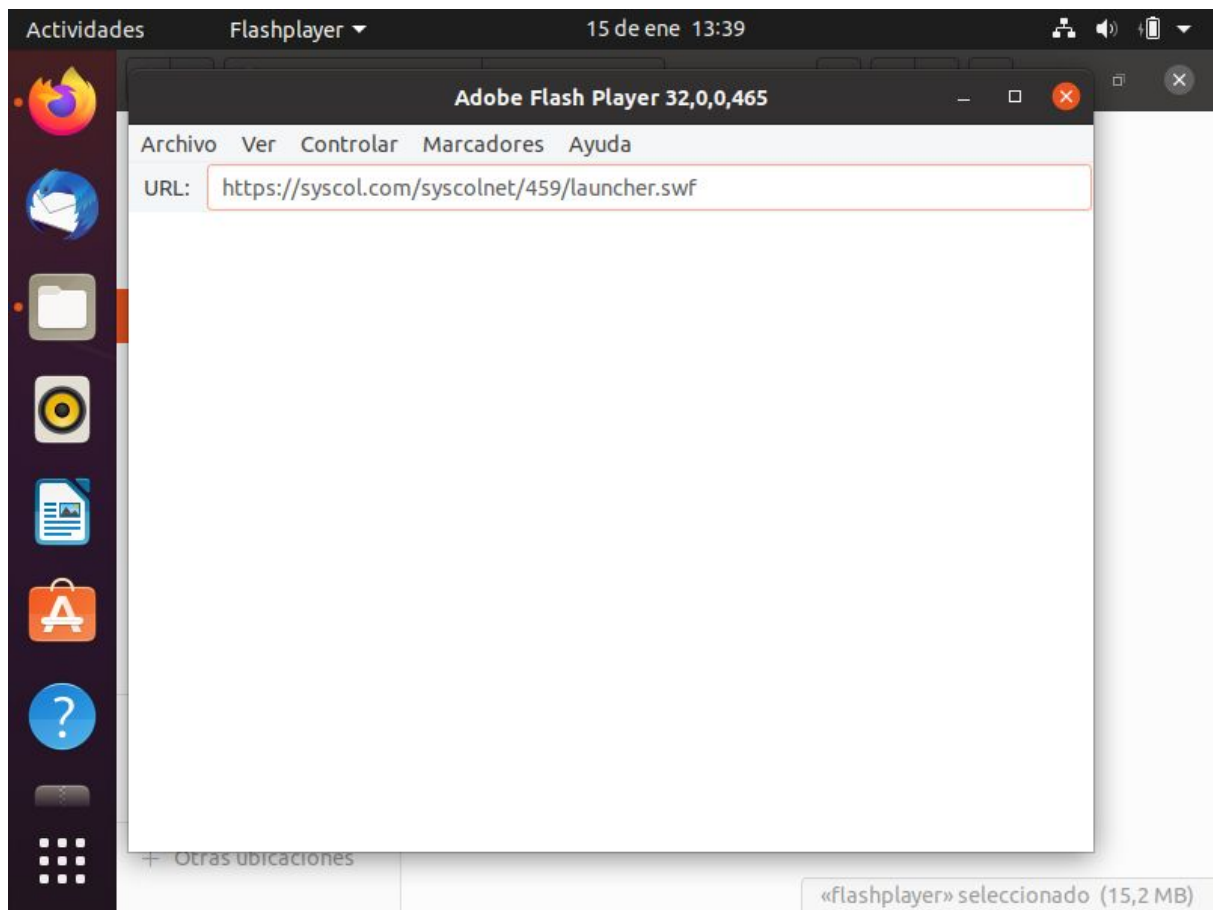 Actividades Flashplayer 15 de ene 13:39
Adobe Flash Player 32,0,0,465
Archivo Ver Controlar Marcadores Ayuda
URL: https://syscol.com/syscolnet/459/launcher.swf
+ Otras ubicaciones
«flashplayer» seleccionado (15,2 MB)